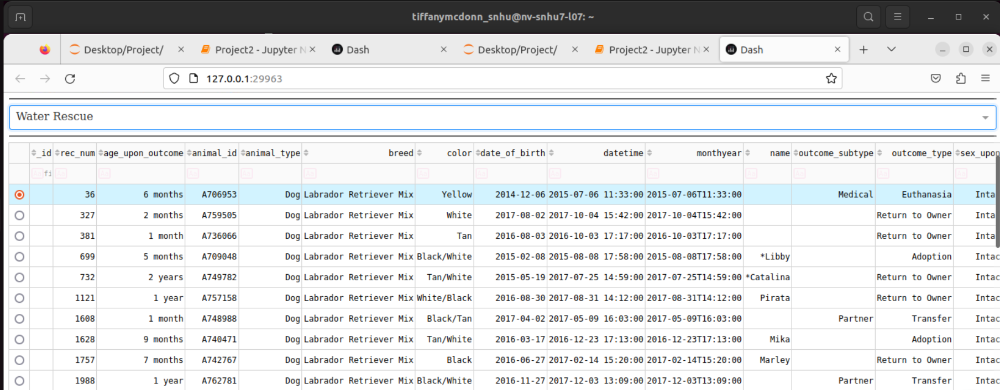 tiffanymcdonn_snhu@nv-snhu7-l07: ~
Desktop/Project/ Project2 - Jupyter N Dash Desktop/Project/ Project2 - Jupyter N Dash
127.0.0.1:29963
Water Rescue
_id rec_num age_upon_outcome animal_id animal_type breed color date_of_birth datetime monthyear name outcome_subtype outcome_type sex_upon
Aa fi Aa Aa Aa Aa Aa Aa Aa Aa Aa Aa Aa Aa Aa
36 6 months A706953 Dog Labrador Retriever Mix Yellow 2014-12-06 2015-07-06 11:33:00 2015-07-06T11:33:00 Medical Euthanasia Inta
327 2 months A759505 Dog Labrador Retriever Mix White 2017-08-02 2017-10-04 15:42:00 2017-10-04T15:42:00 Return to Owner Inta
381 1 month A736066 Dog Labrador Retriever Mix Tan 2016-08-03 2016-10-03 17:17:00 2016-10-03T17:17:00 Return to Owner Inta
699 5 months A709048 Dog Labrador Retriever Mix Black/White 2015-02-08 2015-08-08 17:58:00 2015-08-08T17:58:00 *Libby Adoption Intac
732 2 years A749782 Dog Labrador Retriever Mix Tan/White 2015-05-19 2017-07-25 14:59:00 2017-07-25T14:59:00 *Catalina Return to Owner Intac
1121 1 year A757158 Dog Labrador Retriever Mix White/Black 2016-08-30 2017-08-31 14:12:00 2017-08-31T14:12:00 Pirata Return to Owner Intac
1608 1 month A748988 Dog Labrador Retriever Mix Black/Tan 2017-04-02 2017-05-09 16:03:00 2017-05-09T16:03:00 Partner Transfer Intac
1628 9 months A740471 Dog Labrador Retriever Mix Tan/White 2016-03-17 2016-12-23 17:13:00 2016-12-23T17:13:00 Mika Adoption Intac
1757 7 months A742767 Dog Labrador Retriever Mix Black 2016-06-27 2017-02-14 15:20:00 2017-02-14T15:20:00 Marley Return to Owner Intac
1988 1 year A762781 Dog Labrador Retriever Mix Black/White 2016-11-27 2017-12-03 13:09:00 2017-12-03T13:09:00 Partner Transfer Intac